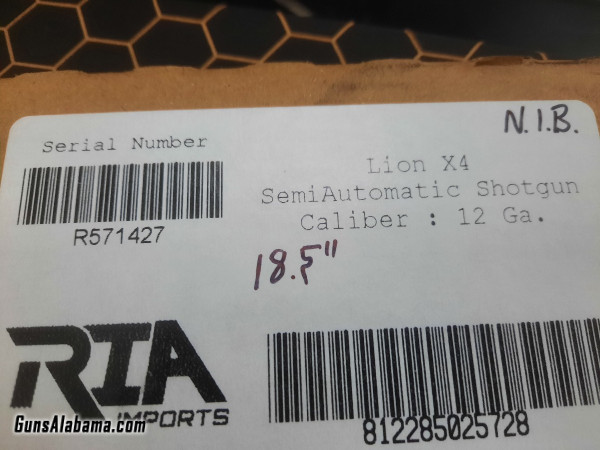 N.I.B.
Serial Number
R571427
Lion X4
SemiAutomatic Shotgun
Caliber : 12 Ga.
18.5"
RIA
IMPORTS
812285025728
GunsAlabama.com